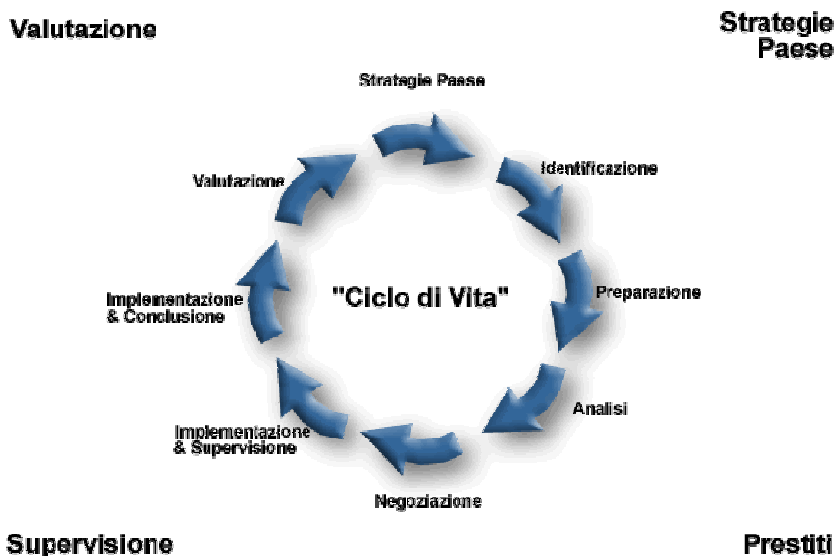 Valutazione
Strategie
Paese
Strategie Paese
Identificazione
Valutazione
Preparazione
"Ciclo di Vita"
Implementazione
& Conclusione
Analisi
Implementazione
& Supervisione
Negoziazione
Supervisione
Prestiti